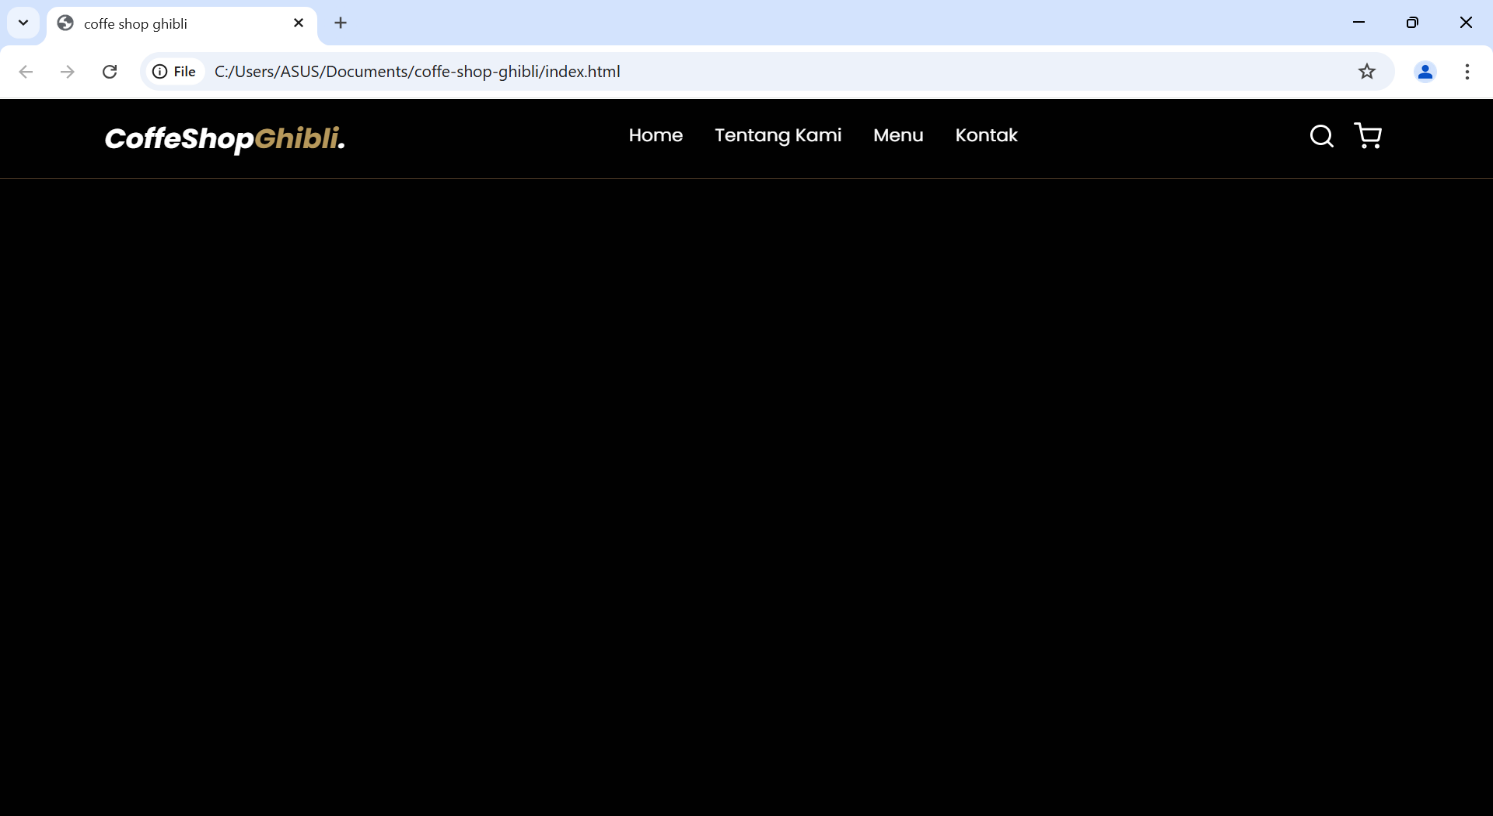 coffe shop ghibli
File C:/Users/ASUS/Documents/coffe-shop-ghibli/index.html
CoffeShopGhibli. Home Tentang Kami Menu Kontak